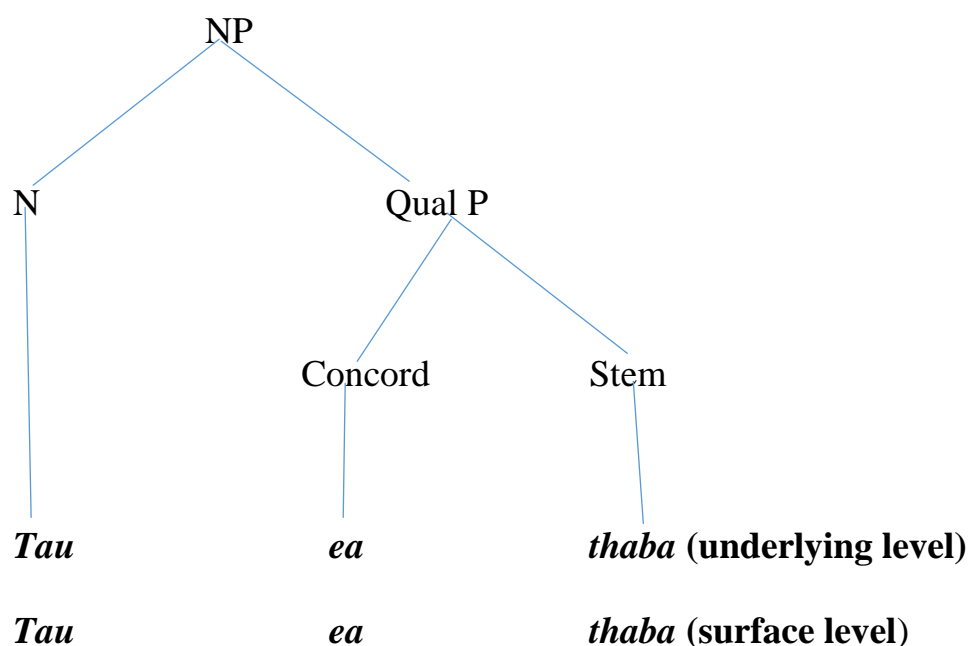 NP
N Qual P
Concord Stem
Tau ea thaba (underlying level)
Tau ea thaba (surface level)